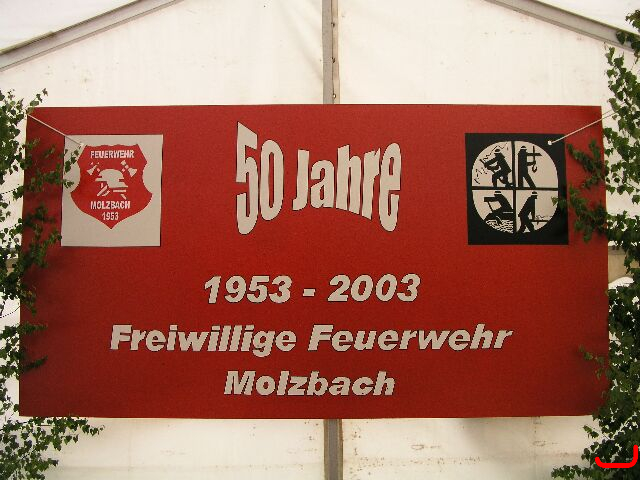 FEUERWEHR
MOLZBACH
1953
50 Jahre
1953 - 2003
Freiwillige Feuerwehr
Molzbach